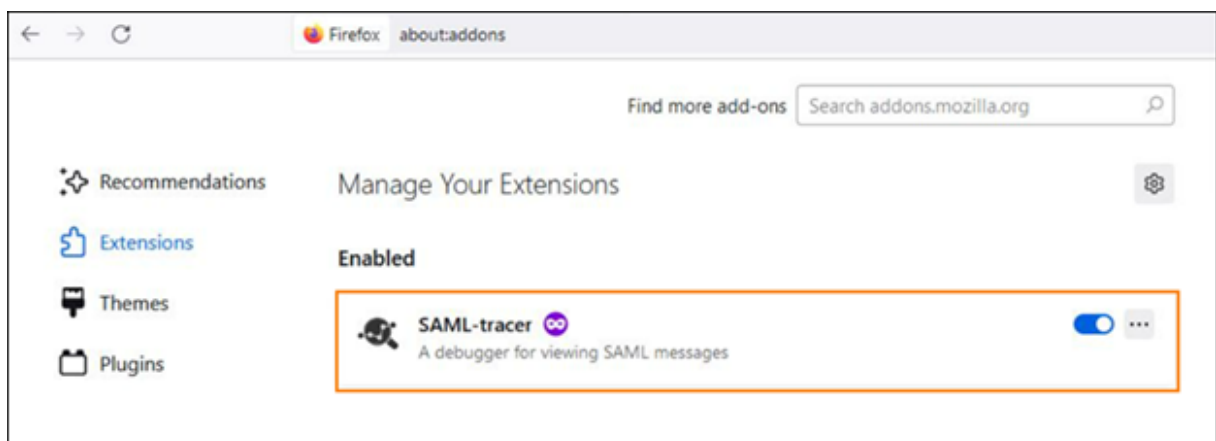 Firefox about:addons
Find more add-ons Search addons.mozilla.org
Recommendations
Manage Your Extensions
Extensions
Enabled
Themes
SAML-tracer
A debugger for viewing SAML messages
Plugins